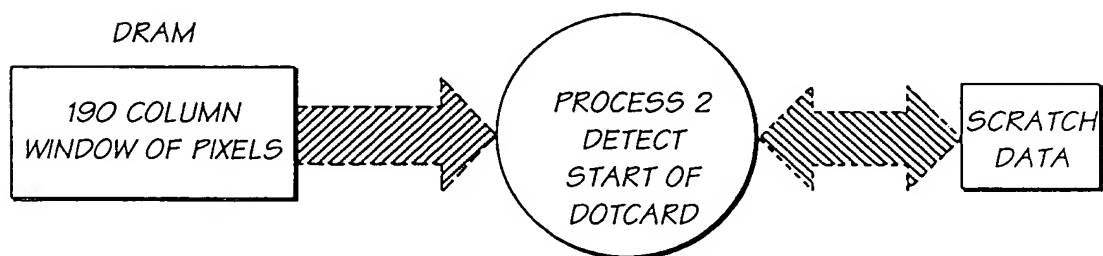 DRAM
190 COLUMN
WINDOW OF PIXELS
PROCESS 2
DETECT
START OF
DOTCARD
SCRATCH
DATA